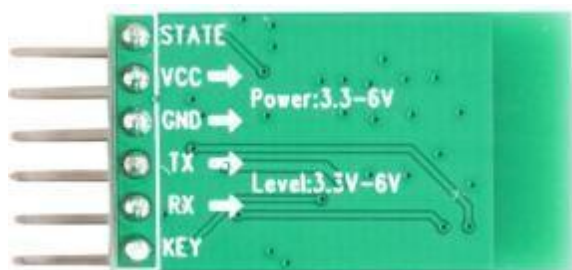 STATE
VCC
Power:3.3-6V
GND
TX
Level:3.3V-6V
RX
KEY